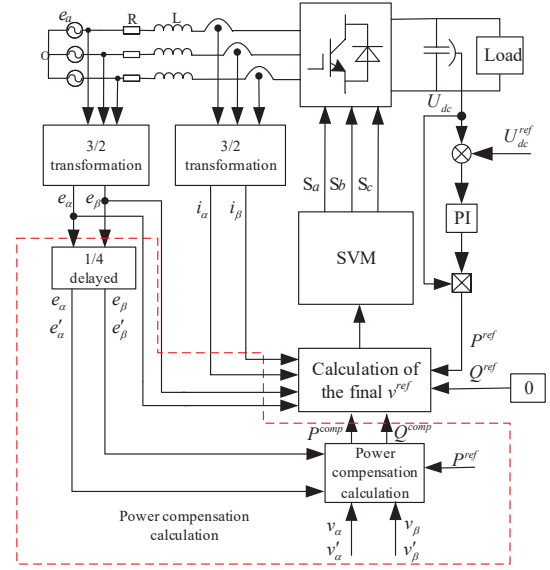 e_a R L
O
Load
U_dc
U_dc^ref
3/2
transformation
3/2
transformation
S_a S_b S_c
PI
e_α e_β
i_α i_β
SVM
1/4
delayed
e_α e_β
e'_α e'_β
P^ref
Calculation of
the final v^ref
Q^ref
0
P^comp Q^comp
Power
compensation
calculation
P^ref
Power compensation
calculation
v_α v_β
v'_α v'_β